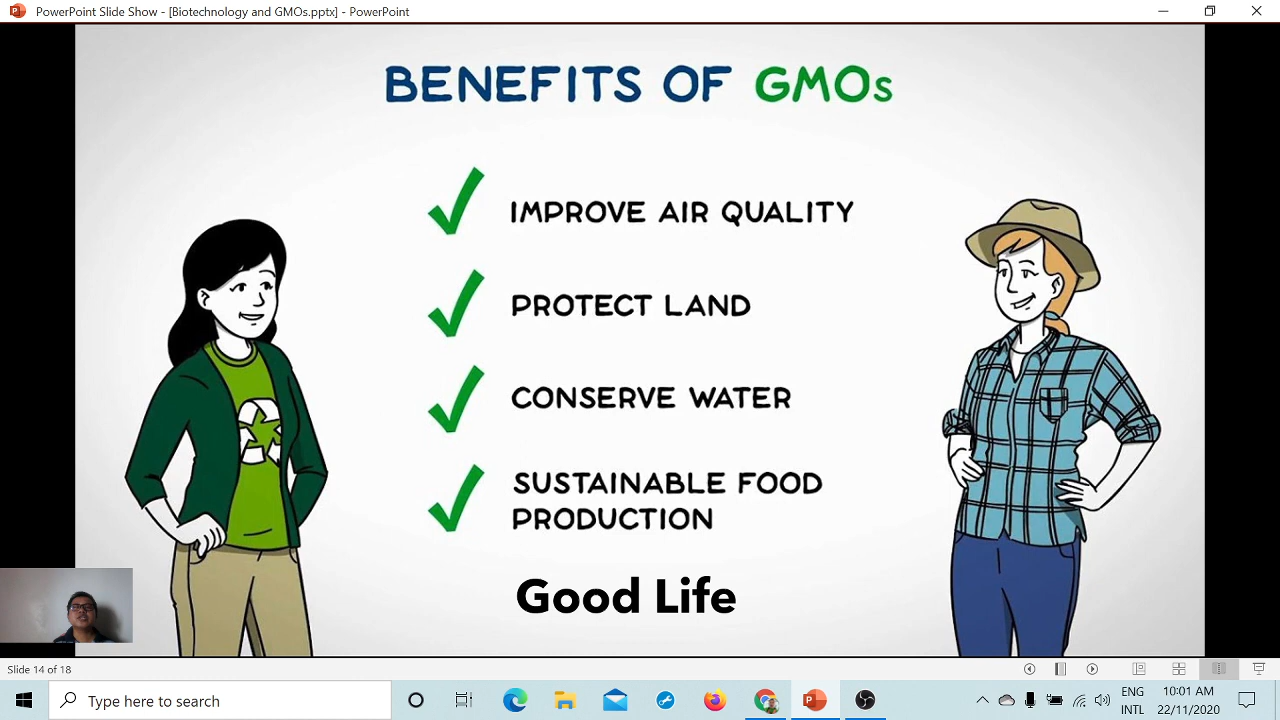 PowerPoint Slide Show - [Biotechnology and GMOs.pptx] - PowerPoint
BENEFITS OF GMOs
IMPROVE AIR QUALITY
PROTECT LAND
CONSERVE WATER
SUSTAINABLE FOOD
PRODUCTION
Good Life
Slide 14 of 18
Type here to search
ENG
INTL
10:01 AM
22/11/2020